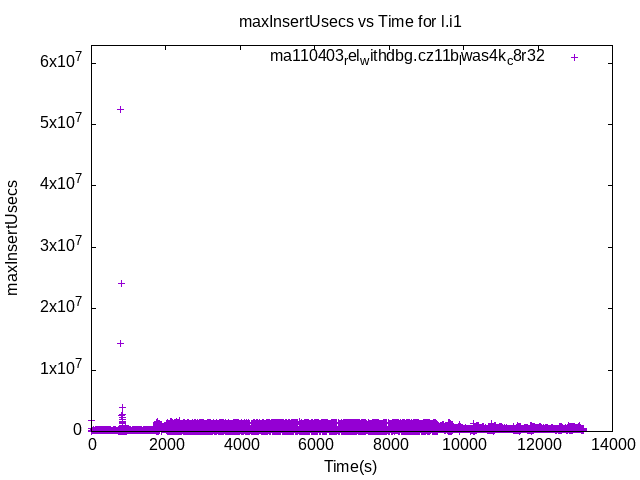 maxInsertUsecs vs Time for l.i1
ma110403_rel_withdbg.cz11b_lwas4k_c8r32
maxInsertUsecs
6x10^7
5x10^7
4x10^7
3x10^7
2x10^7
1x10^7
0
0 2000 4000 6000 8000 10000 12000 14000
Time(s)